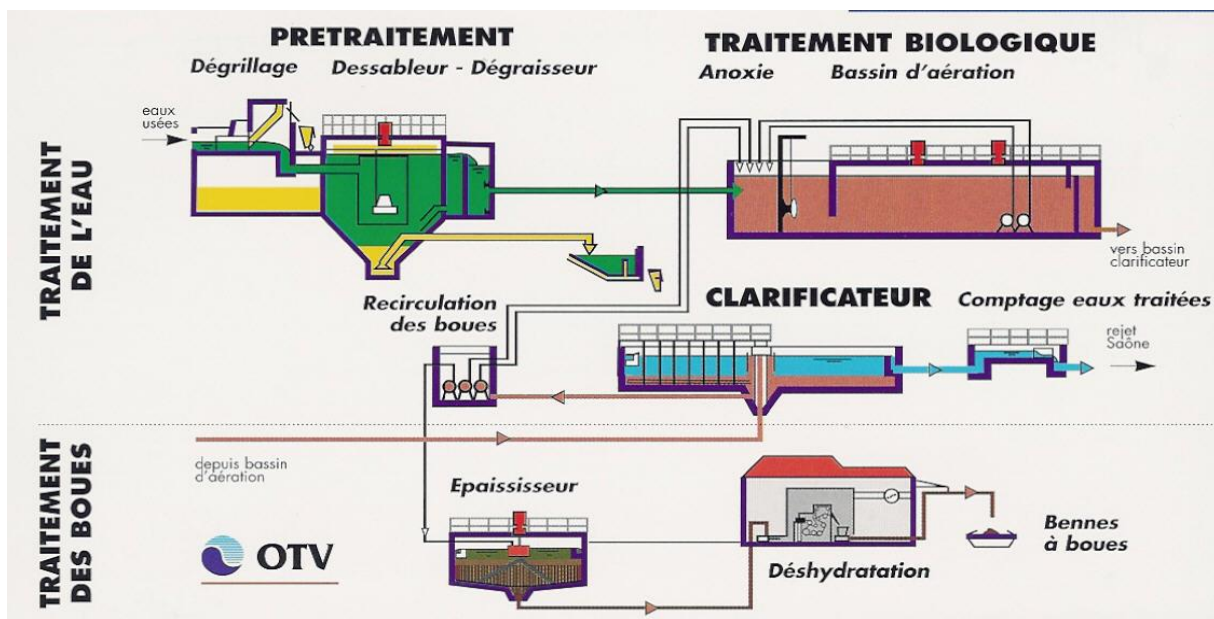 PRETRAITEMENT
TRAITEMENT BIOLOGIQUE
Dégrillage
Dessableur - Dégraisseur
Anoxie
Bassin d'aération
eaux
usées
TRAITEMENT
DE L'EAU
vers bassin
clarificateur
Recirculation
des boues
CLARIFICATEUR
Comptage eaux traitées
rejet
Saône
TRAITEMENT
DES BOUES
depuis bassin
d'aération
Epaississeur
Déshydratation
Bennes
à boues
OTV